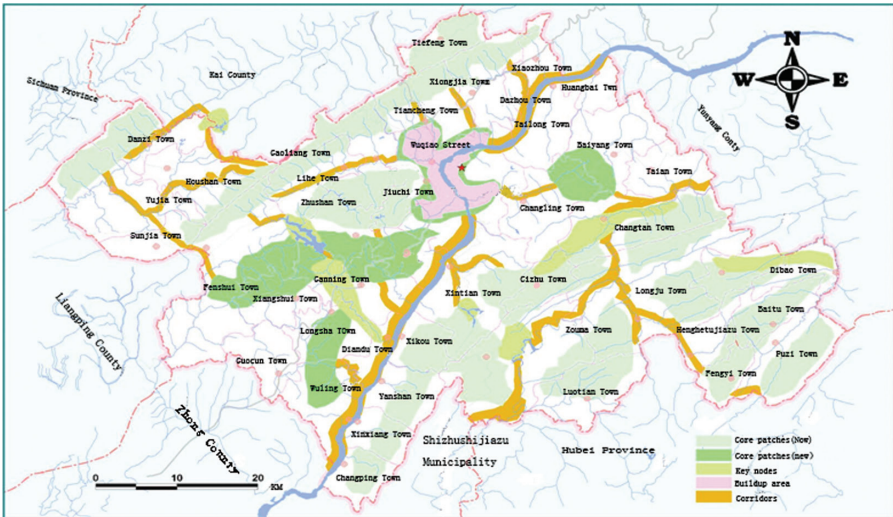 Tiefeng Town
N
Xiaozhou Town
Kai County
Xiongjia Town
Huangbai Twn
Sichuan Province
Dazhou Town
W
E
Tiancheng Town
Tailong Town
S
Yunyang Conty
Danzi Town
Gaoliang Town
Wuqiao Street
Baiyang Town
Taian Town
Houshan Town
Lihe Town
Yujia Town
Zhushan Town
Jiuchi Town
Changling Town
Sunjia Town
Changtan Town
Fenshui Town
Ganning Town
Cizhu Town
Dibao Town
Xiangshui Town
Xintian Town
Longju Town
Baitu Town
Liangping County
Longsha TOwn
Zouma Town
Henghetujiazu Town
Xikou Town
Diandu Town
Puzi Town
Guocun Town
Fengyi Town
Wuling Town
Yanshan Town
Luotian Town
Zhong County
Xinxiang Town
Shizhushijiazu
Municipality
Hubei Province
Changping Town
Core patches(Now)
Core patches(new)
Key nodes
Buildup area
Corridors
0 10 20
KM